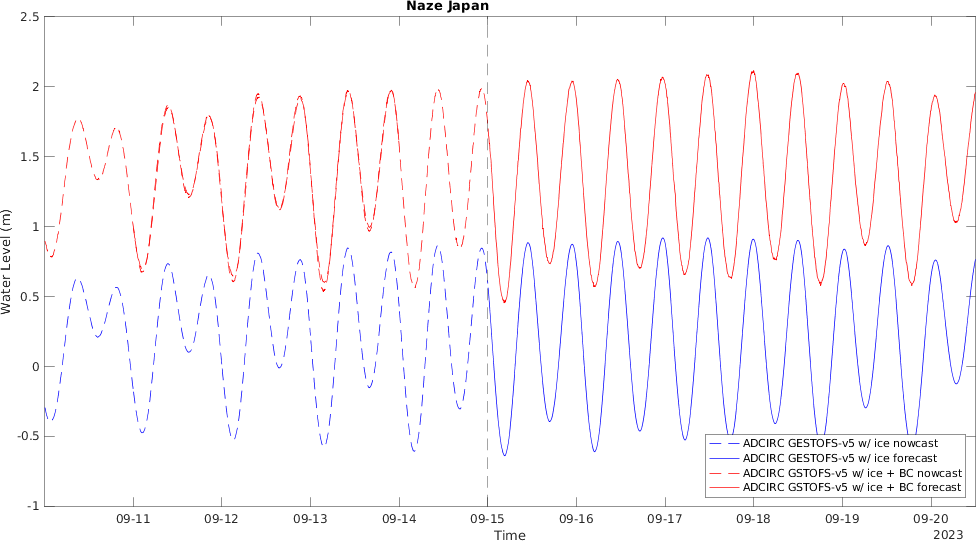 Naze Japan
2.5
2
1.5
1
0.5
0
-0.5
-1
Water Level (m)
ADCIRC GESTOFS-v5 w/ ice nowcast
ADCIRC GESTOFS-v5 w/ ice forecast
ADCIRC GSTOFS-v5 w/ ice + BC nowcast
ADCIRC GSTOFS-v5 w/ ice + BC forecast
09-11 09-12 09-13 09-14 09-15 09-16 09-17 09-18 09-19 09-20
Time
2023